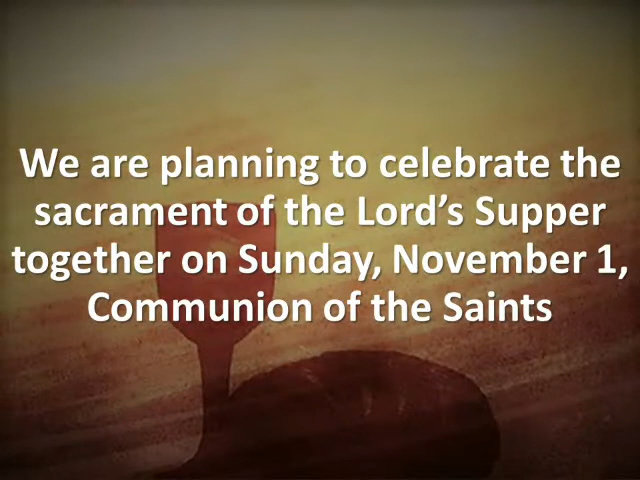 We are planning to celebrate the
sacrament of the Lord’s Supper
together on Sunday, November 1,
Communion of the Saints